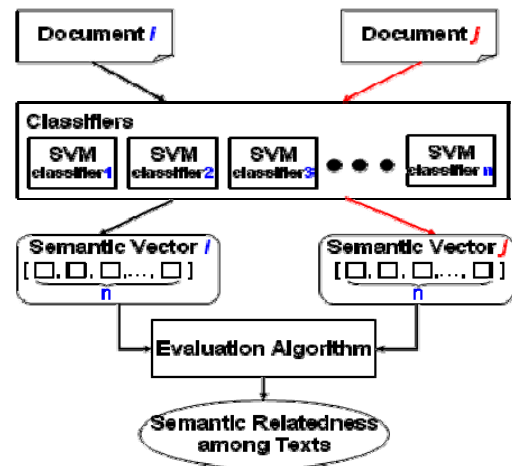 Document i
Document j
Classifiers
SVM classifier1
SVM classifier2
SVM classifier3
● ● ●
SVM classifier n
Semantic Vector i
[ □, □, □,..., □ ]
n
Semantic Vector j
[ □, □, □,..., □ ]
n
Evaluation Algorithm
Semantic Relatedness
among Texts